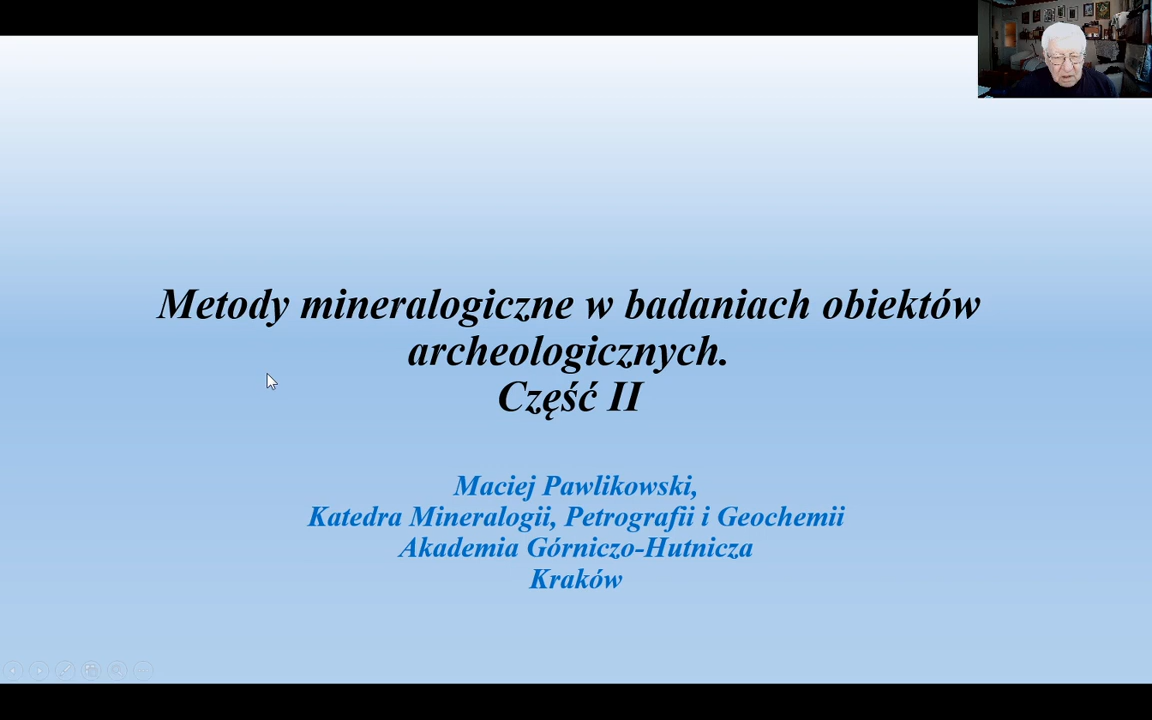 Metody mineralogiczne w badaniach obiektów
archeologicznych.
Część II
Maciej Pawlikowski,
Katedra Mineralogii, Petrografii i Geochemii
Akademia Górniczo-Hutnicza
Kraków